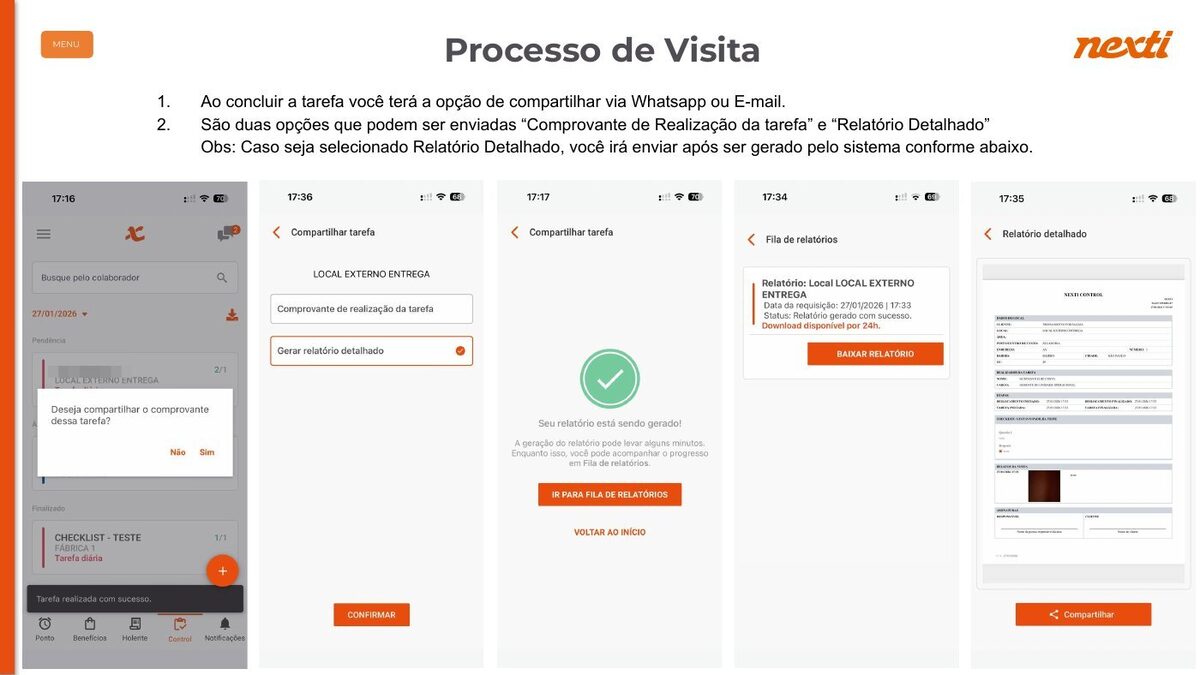 MENU
Processo de Visita
nexti
1. Ao concluir a tarefa você terá a opção de compartilhar via Whatsapp ou E-mail.
2. São duas opções que podem ser enviadas “Comprovante de Realização da tarefa” e “Relatório Detalhado”
Obs: Caso seja selecionado Relatório Detalhado, você irá enviar após ser gerado pelo sistema conforme abaixo.
17:16
70
2
Busque pelo colaborador
27/01/2026
Pendência
2/1
LOCAL EXTERNO ENTREGA
Deseja compartilhar o comprovante
dessa tarefa?
Não Sim
Finalizado
CHECKLIST - TESTE 1/1
FÁBRICA 1
Tarefa diária
+
Tarefa realizada com sucesso.
Ponto Benefícios Holerite Control Notificações
17:36
68
Compartilhar tarefa
LOCAL EXTERNO ENTREGA
Comprovante de realização da tarefa
Gerar relatório detalhado
CONFIRMAR
17:17
70
Compartilhar tarefa
Seu relatório está sendo gerado!
A geração do relatório pode levar alguns minutos.
Enquanto isso, você pode acompanhar o progresso
em Fila de relatórios.
IR PARA FILA DE RELATÓRIOS
VOLTAR AO INÍCIO
17:34
69
Fila de relatórios
Relatório: Local LOCAL EXTERNO
ENTREGA
Data da requisição: 27/01/2026 | 17:33
Status: Relatório gerado com sucesso.
Download disponível por 24h.
BAIXAR RELATÓRIO
17:35
68
Relatório detalhado
NEXTI CONTROL
Compartilhar